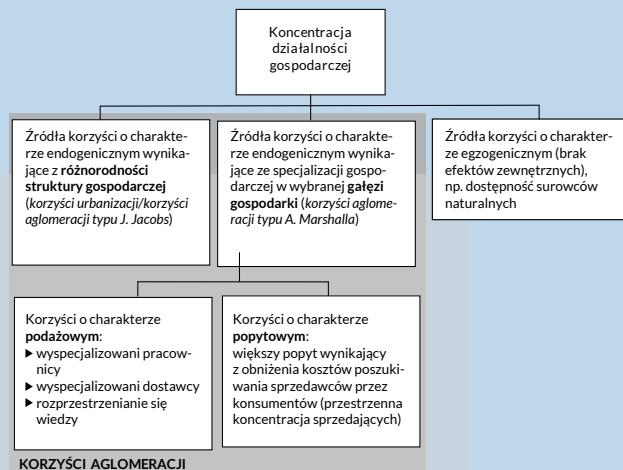 Koncentracja
działalności
gospodarczej
Źródła korzyści o charakte-
rze endogenicznym wynika-
jące z różnorodności
struktury gospodarczej
(korzyści urbanizacji/korzyści
aglomeracji typu J. Jacobs)
Źródła korzyści o charakte-
rze endogenicznym wynika-
jące ze specjalizacji gospo-
darczej w wybranej gałęzi
gospodarki (korzyści aglome-
racji typu A. Marshalla)
Źródła korzyści o charakter-
ze egzogenicznym (brak
efektów zewnętrznych),
np. dostępność surowców
naturalnych
Korzyści o charakterze
podażowym:
▶ wyspecjalizowani pracow-
nicy
▶ wyspecjalizowani dostawcy
▶ rozprzestrzenianie się
wiedzy
Korzyści o charakterze
popytowym:
większy popyt wynikający
z obniżenia kosztów poszuki-
wania sprzedawców przez
konsumentów (przestrzenna
koncentracja sprzedających)
KORZYŚCI AGLOMERACJI